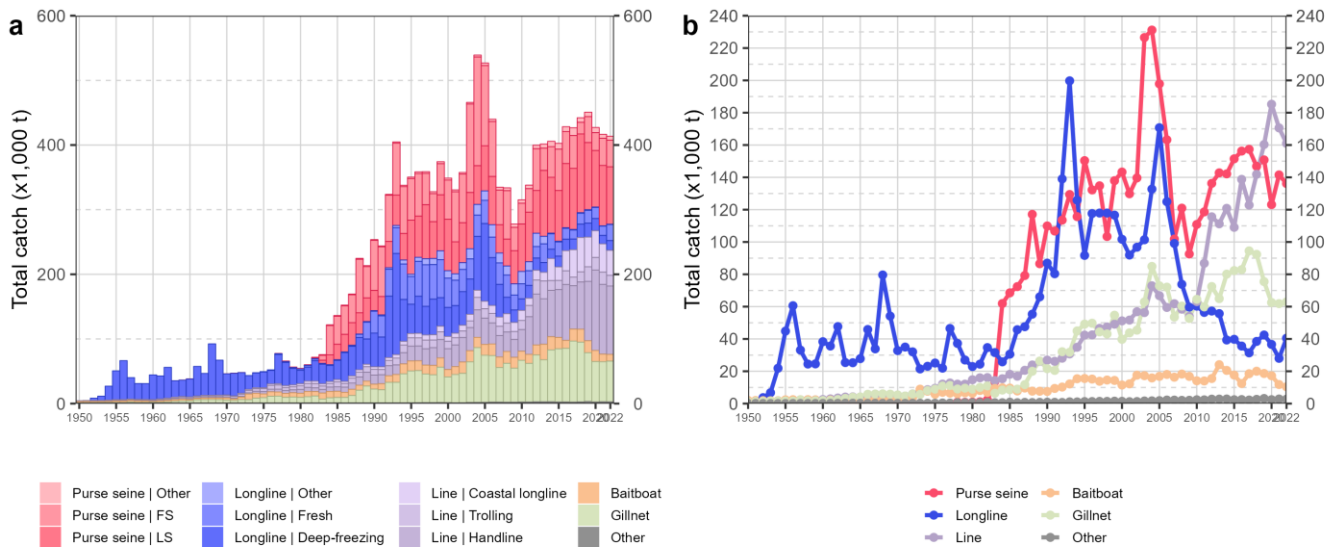 a
b
Total catch (x1,000 t)
600
400
200
0
600
400
200
0
1950 1955 1960 1965 1970 1975 1980 1985 1990 1995 2000 2005 2010 2015 2020 2022
Total catch (x1,000 t)
240
220
200
180
160
140
120
100
80
60
40
20
0
240
220
200
180
160
140
120
100
80
60
40
20
0
1950 1955 1960 1965 1970 1975 1980 1985 1990 1995 2000 2005 2010 2015 2020 2022
Purse seine | Other
Purse seine | FS
Purse seine | LS
Longline | Other
Longline | Fresh
Longline | Deep-freezing
Line | Coastal longline
Line | Trolling
Line | Handline
Baitboat
Gillnet
Other
Purse seine
Longline
Line
Baitboat
Gillnet
Other